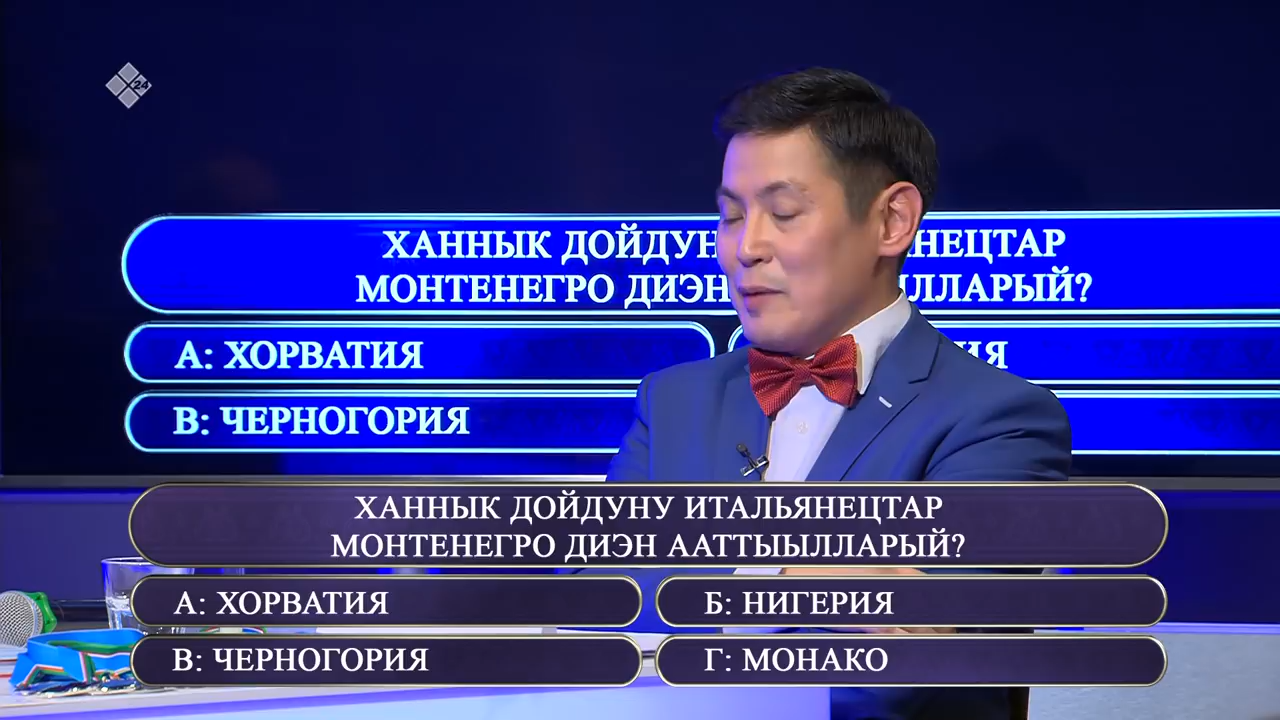 24
ХАННЫК ДОЙДУН
НЕЦТАР
МОНТЕНЕГРО ДИЭН
ЛЛАРЫЙ?
А: ХОРВАТИЯ
ИЯ
В: ЧЕРНОГОРИЯ
ХАННЫК ДОЙДУНУ ИТАЛЬЯНЕЦТАР
МОНТЕНЕГРО ДИЭН ААТТЫЫЛЛАРЫЙ?
А: ХОРВАТИЯ
Б: НИГЕРИЯ
В: ЧЕРНОГОРИЯ
Г: МОНАКО